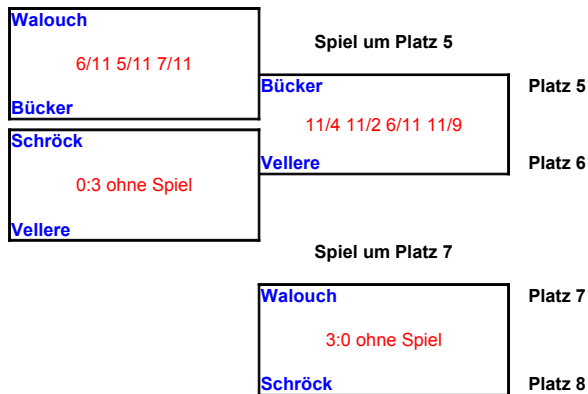 Walouch
Spiel um Platz 5
6/11 5/11 7/11
Bücker
Platz 5
Bücker
11/4 11/2 6/11 11/9
Schröck
Vellere
Platz 6
0:3 ohne Spiel
Vellere
Spiel um Platz 7
Walouch
Platz 7
3:0 ohne Spiel
Schröck
Platz 8